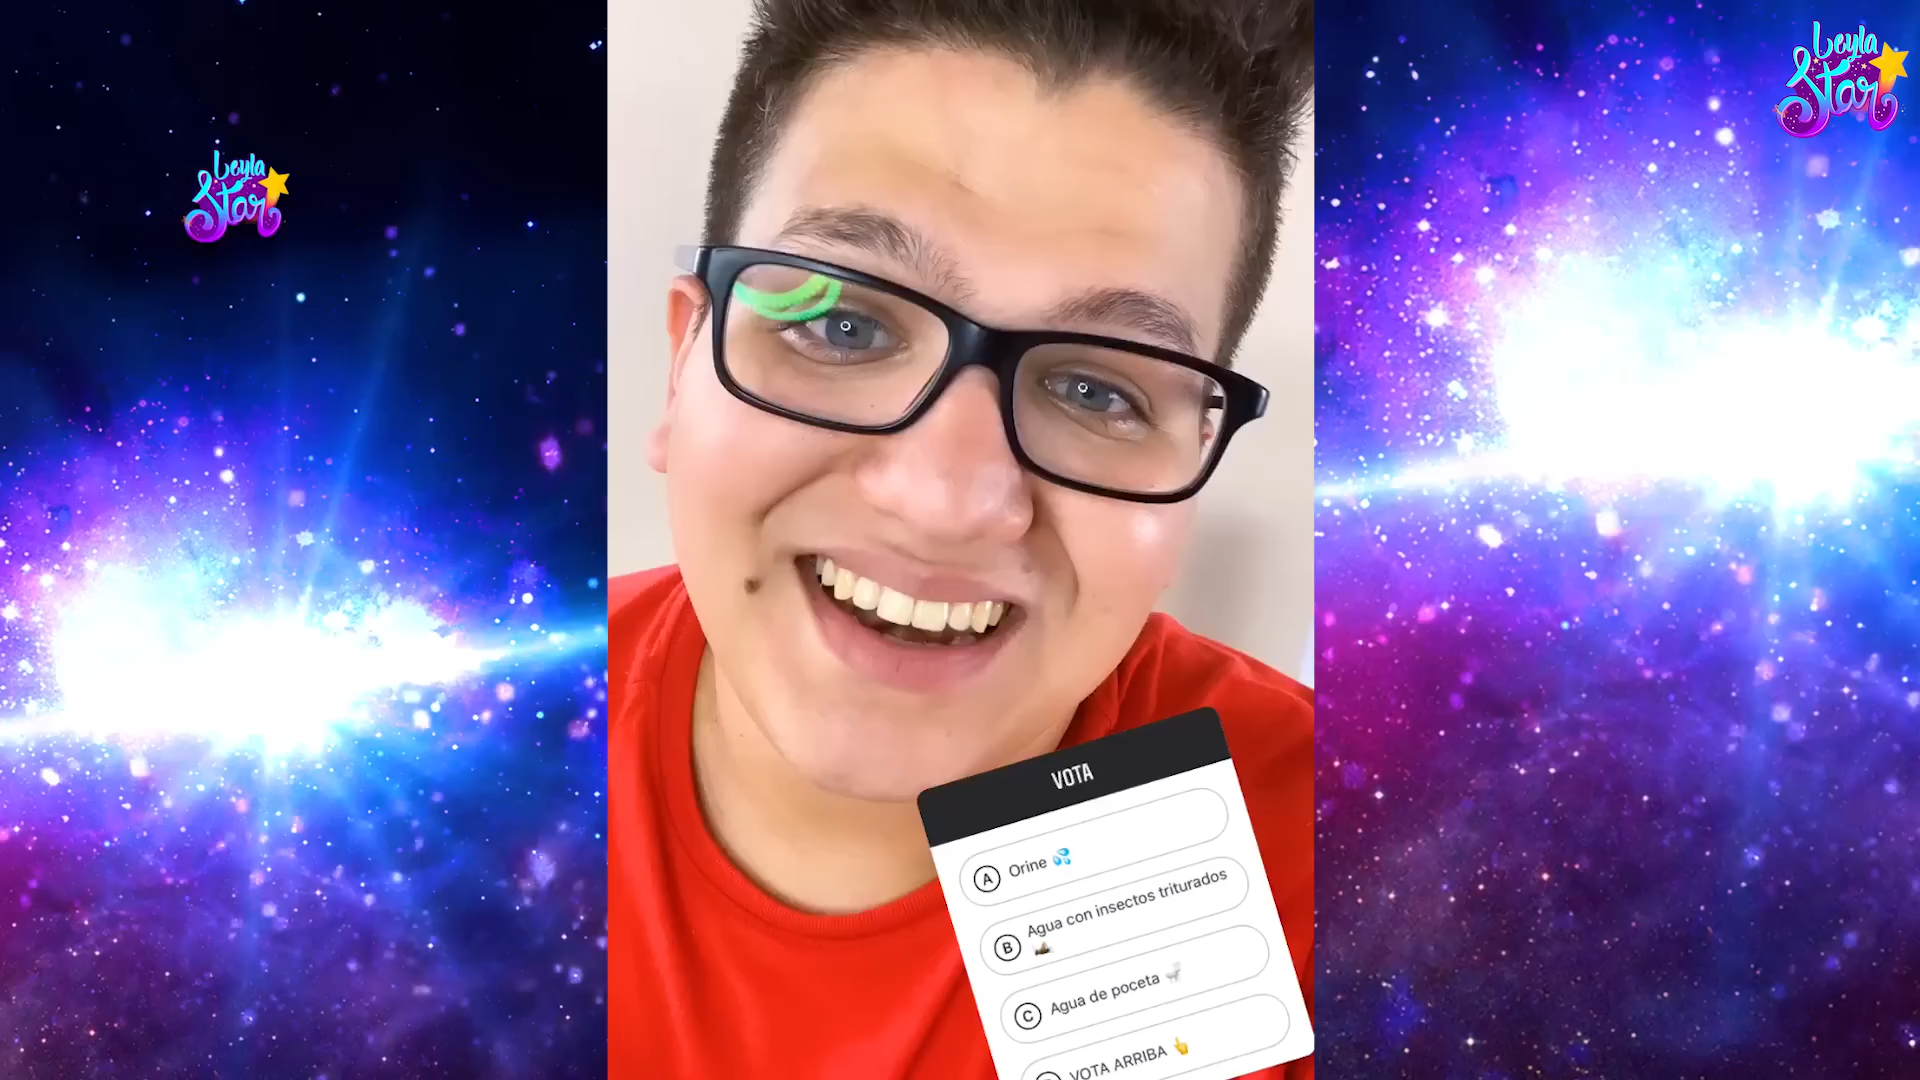 Leyla
Star
Leyla
Star
VOTA
A Orine 💦
B Agua con insectos triturados
🦟
C Agua de poceta 🚽
VOTA ARRIBA 👆